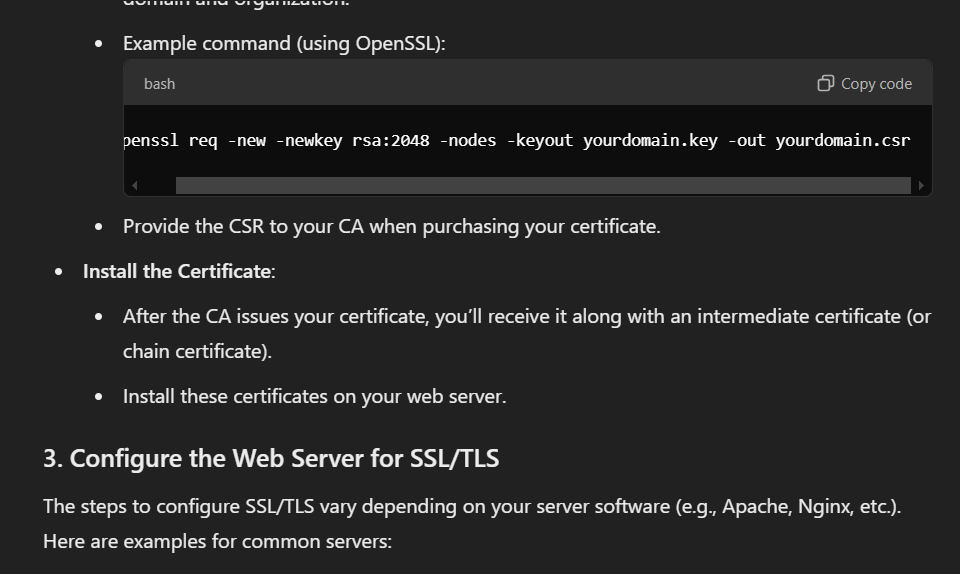 domain and organization.
Example command (using OpenSSL):
bash
Copy code
penssl req -new -newkey rsa:2048 -nodes -keyout yourdomain.key -out yourdomain.csr
Provide the CSR to your CA when purchasing your certificate.
Install the Certificate:
After the CA issues your certificate, you’ll receive it along with an intermediate certificate (or
chain certificate).
Install these certificates on your web server.
3. Configure the Web Server for SSL/TLS
The steps to configure SSL/TLS vary depending on your server software (e.g., Apache, Nginx, etc.).
Here are examples for common servers: